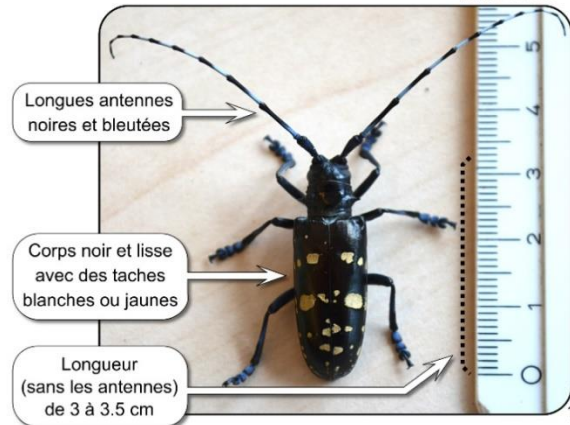 Longues antennes
noires et bleutées
Corps noir et lisse
avec des taches
blanches ou jaunes
Longueur
(sans les antennes)
de 3 à 3.5 cm
5
4
3
2
1
0